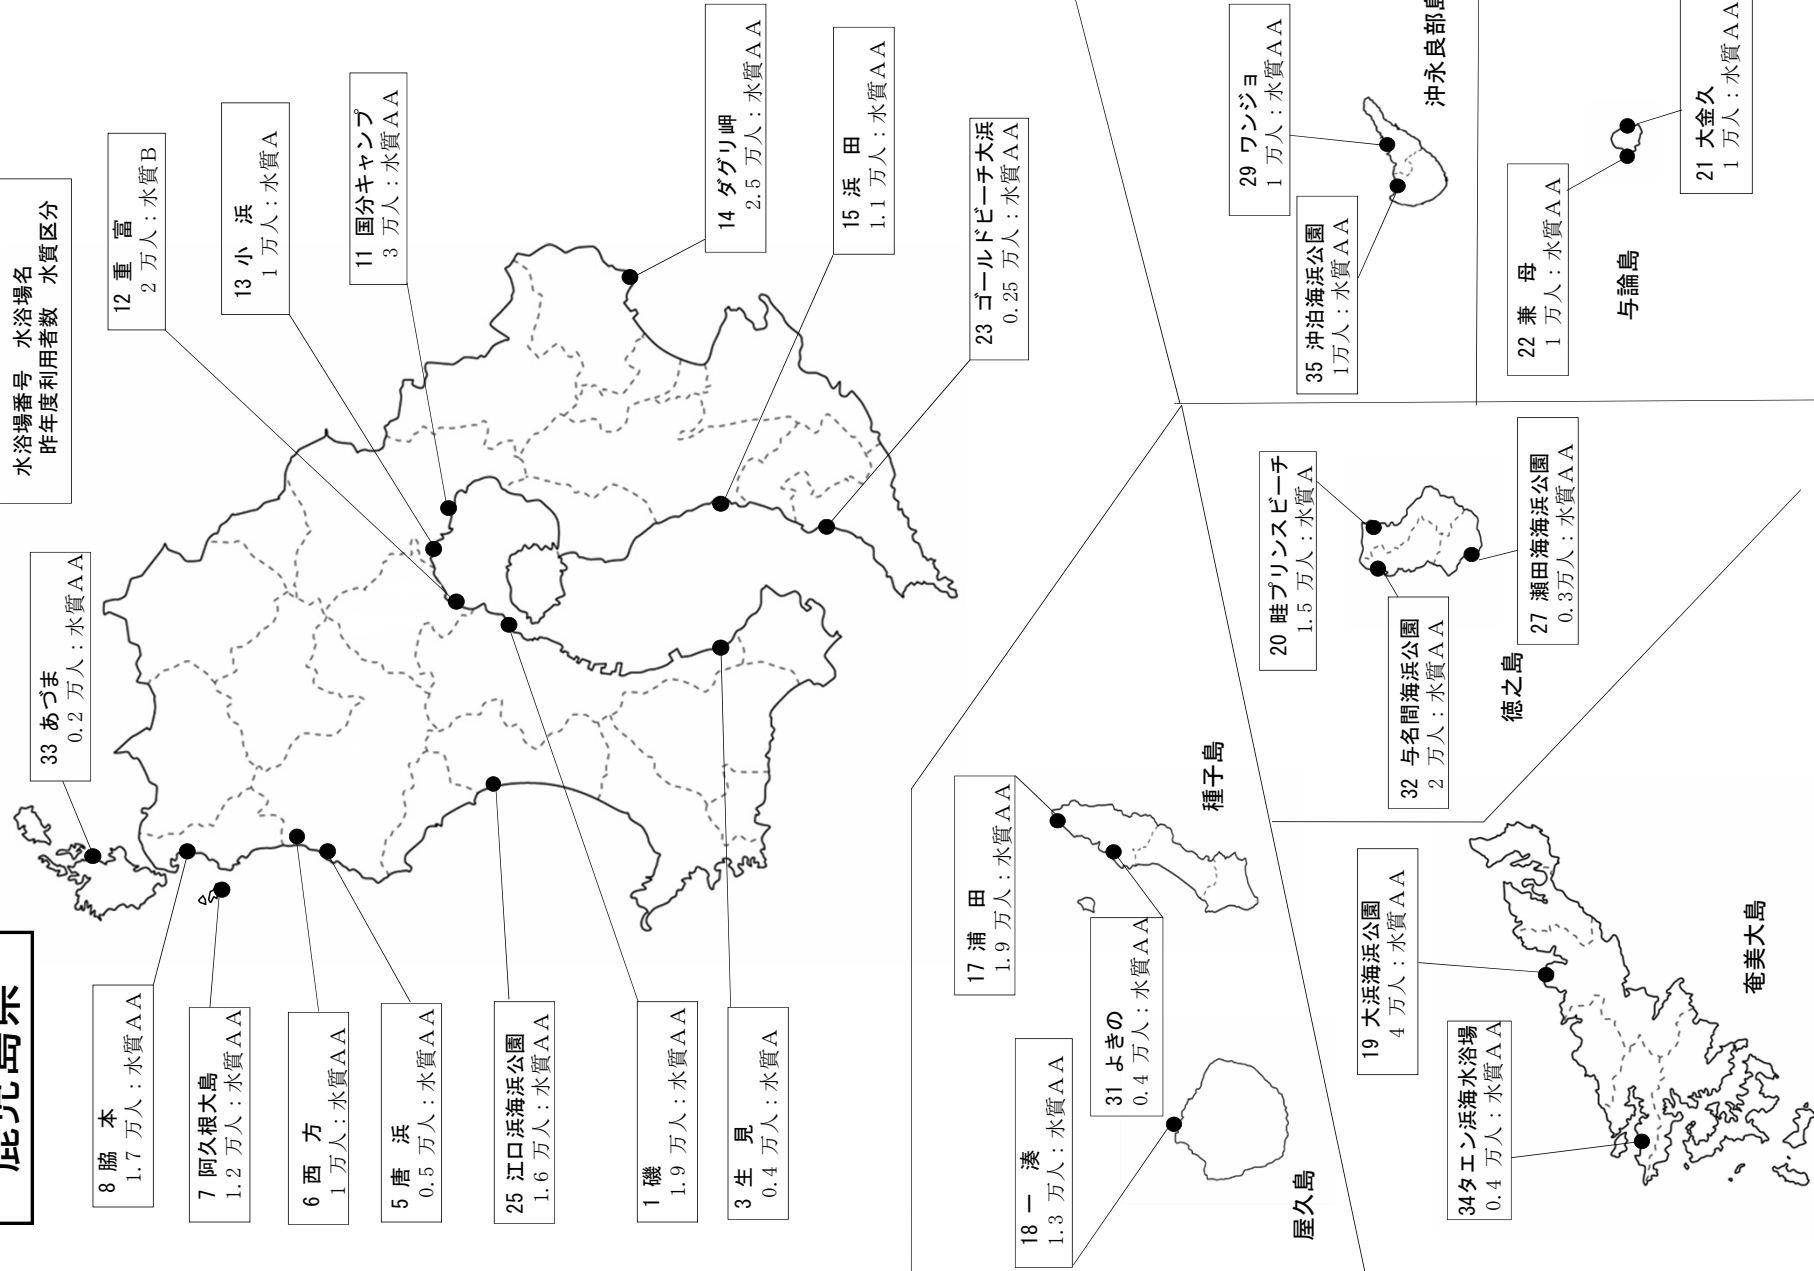 鹿児島県
水浴場番号　水浴場名
昨年度利用者数　水質区分
33 あづま
0.2 万人：水質AA
12 重　富
2 万人：水質B
13 小　浜
1 万人：水質A
11 国分キャンプ
3 万人：水質AA
14 ダグリ岬
2.5 万人：水質AA
15 浜　田
1.1 万人：水質AA
23 ゴールドビーチ大浜
0.25 万人：水質AA
8 脇　本
1.7 万人：水質AA
7 阿久根大島
1.2 万人：水質AA
6 西　方
1 万人：水質AA
5 唐　浜
0.5 万人：水質AA
25 江口浜海浜公園
1.6 万人：水質AA
1 磯
1.9 万人：水質AA
3 生　見
0.4 万人：水質A
17 浦　田
1.9 万人：水質AA
種子島
31 よきの
0.4 万人：水質AA
18 一　湊
1.3 万人：水質AA
屋久島
29 ワンジョ
1 万人：水質AA
沖永良部島
35 沖泊海浜公園
1万人：水質AA
22 兼　母
1 万人：水質AA
与論島
21 大金久
1 万人：水質AA
20 畦プリンスビーチ
1.5 万人：水質A
32 与名間海浜公園
2 万人：水質AA
徳之島
27 瀬田海海浜公園
0.3万人：水質AA
19 大浜海浜公園
4 万人：水質AA
34タエン浜海水浴場
0.4 万人：水質AA
奄美大島